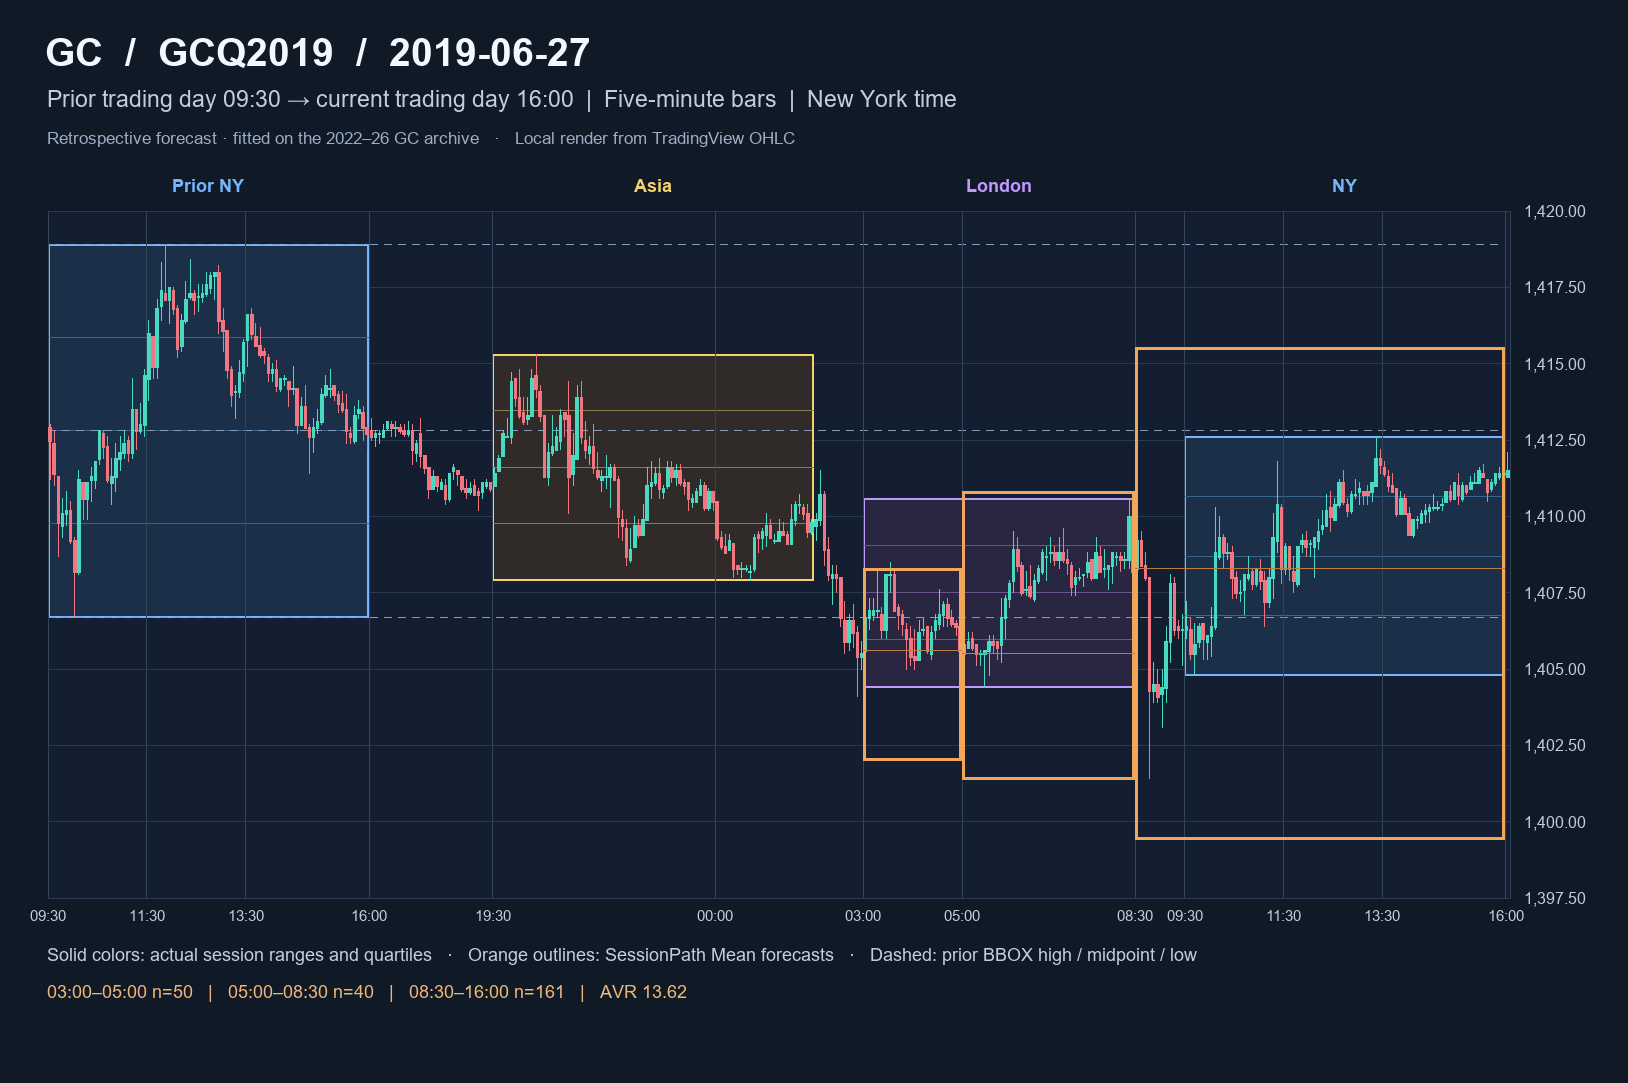 GC / GCQ2019 / 2019-06-27
Prior trading day 09:30 → current trading day 16:00 | Five-minute bars | New York time
Retrospective forecast · fitted on the 2022–26 GC archive · Local render from TradingView OHLC
Prior NY Asia London NY
1,420.00
1,417.50
1,415.00
1,412.50
1,410.00
1,407.50
1,405.00
1,402.50
1,400.00
1,397.50
09:30 11:30 13:30 16:00 19:30 00:00 03:00 05:00 08:30 09:30 11:30 13:30 16:00
Solid colors: actual session ranges and quartiles · Orange outlines: SessionPath Mean forecasts · Dashed: prior BBOX high / midpoint / low
03:00–05:00 n=50 | 05:00–08:30 n=40 | 08:30–16:00 n=161 | AVR 13.62